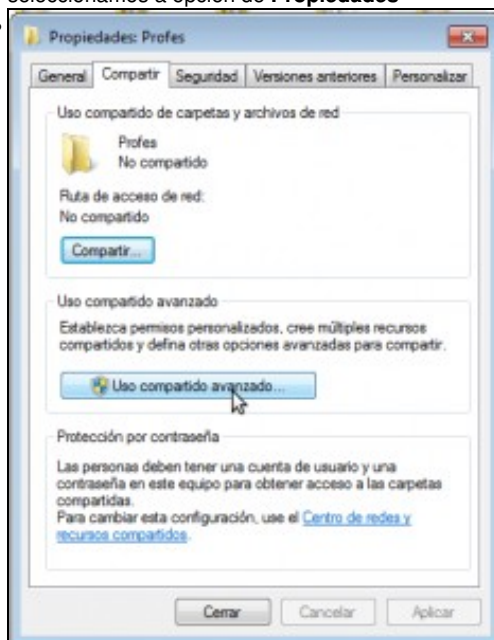 seleccionamos a opción de Propiedades
Propiedades: Profes
General Compartir Seguridad Versiones anteriores Personalizar
Uso compartido de carpetas y archivos de red
Profes
No compartido
Ruta de acceso de red:
No compartido
Compartir...
Uso compartido avanzado
Establezca permisos personalizados, cree múltiples recursos
compartidos y defina otras opciones avanzadas para compartir.
Uso compartido avanzado...
Protección por contraseña
Las personas deben tener una cuenta de usuario y una
contraseña en este equipo para obtener acceso a las carpetas
compartidas.
Para cambiar esta configuración, use el Centro de redes y
recursos compartidos.
Cerrar Cancelar Aplicar